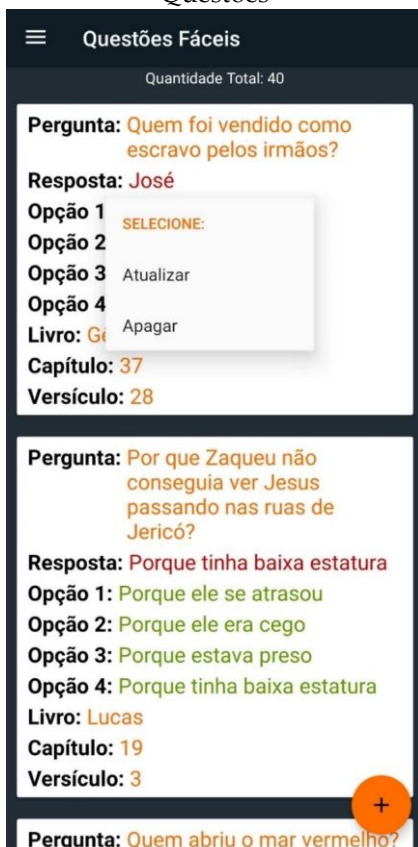 Questões
Questões Fáceis
Quantidade Total: 40
Pergunta: Quem foi vendido como
escravo pelos irmãos?
Resposta: José
Opção 1
SELECIONE:
Opção 2
Opção 3
Atualizar
Opção 4
Apagar
Livro: Gê
Capítulo: 37
Versículo: 28
Pergunta: Por que Zaqueu não
conseguia ver Jesus
passando nas ruas de
Jericó?
Resposta: Porque tinha baixa estatura
Opção 1: Porque ele se atrasou
Opção 2: Porque ele era cego
Opção 3: Porque estava preso
Opção 4: Porque tinha baixa estatura
Livro: Lucas
Capítulo: 19
Versículo: 3
+
Pergunta: Quem abriu o mar vermelho?